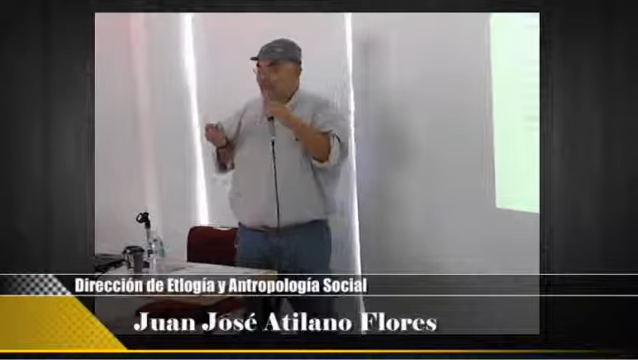 Dirección de Etlogía y Antropología Social
Juan José Atilano Flores